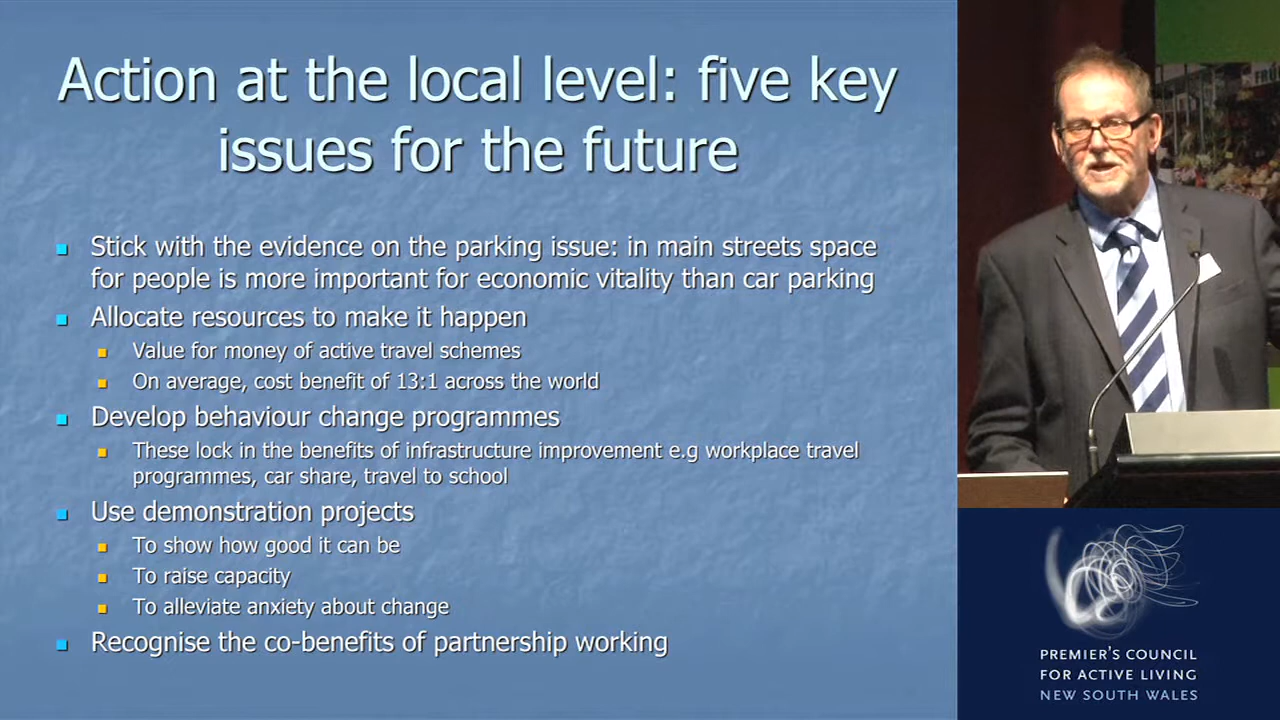 Action at the local level: five key
issues for the future
Stick with the evidence on the parking issue: in main streets space
for people is more important for economic vitality than car parking
Allocate resources to make it happen
Value for money of active travel schemes
On average, cost benefit of 13:1 across the world
Develop behaviour change programmes
These lock in the benefits of infrastructure improvement e.g workplace travel
programmes, car share, travel to school
Use demonstration projects
To show how good it can be
To raise capacity
To alleviate anxiety about change
Recognise the co-benefits of partnership working
PREMIER'S COUNCIL
FOR ACTIVE LIVING
NEW SOUTH WALES